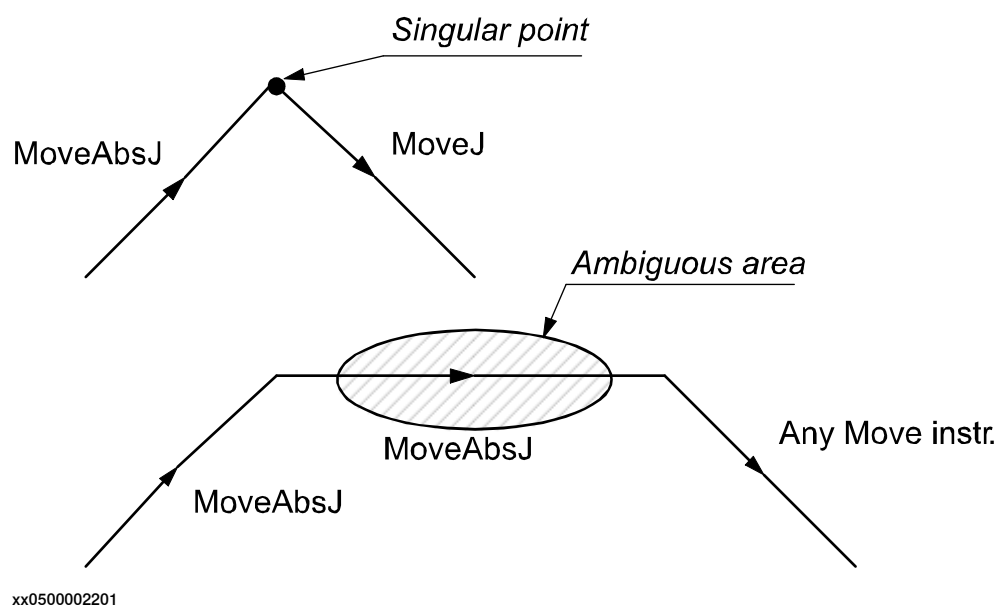 Singular point
MoveAbsJ
MoveJ
Ambiguous area
MoveAbsJ
Any Move instr.
MoveAbsJ
xx0500002201